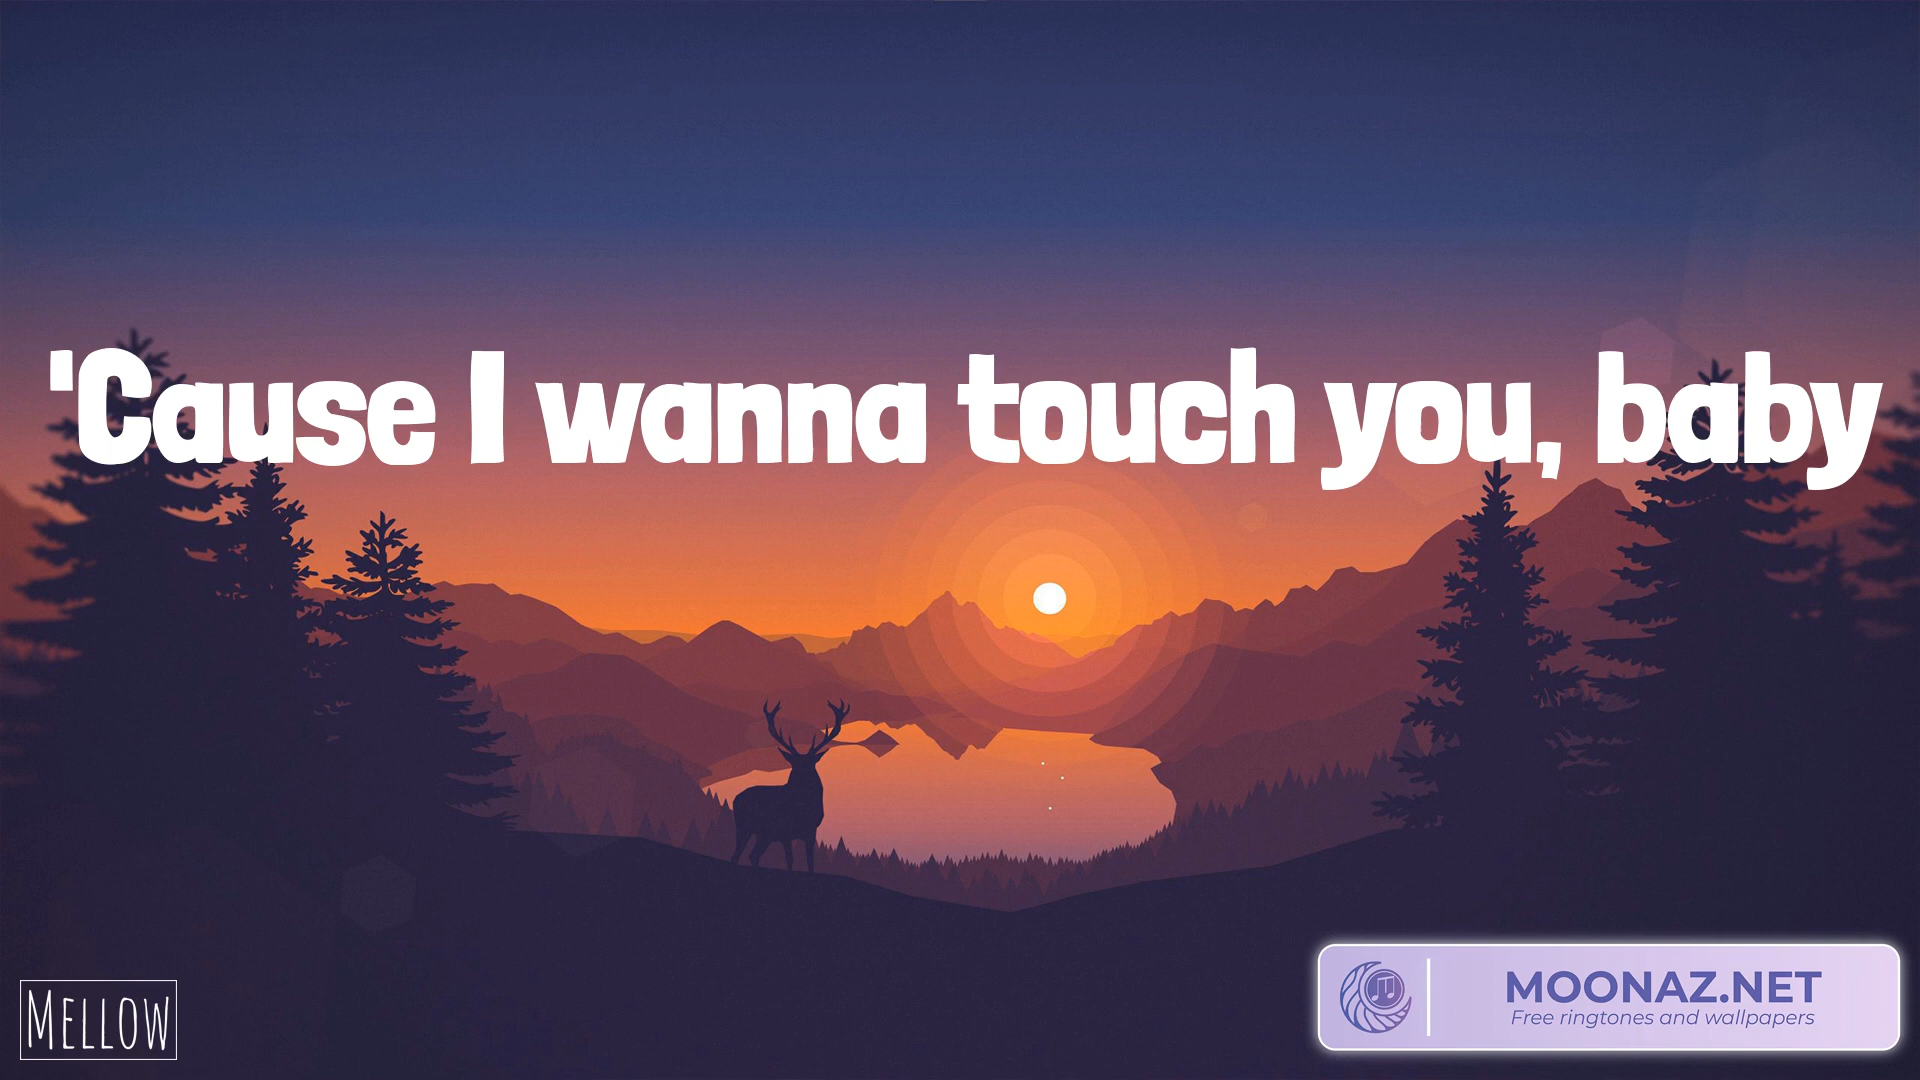 'Cause I wanna touch you, baby
MELLOW
MOONAZ.NET
Free ringtones and wallpapers